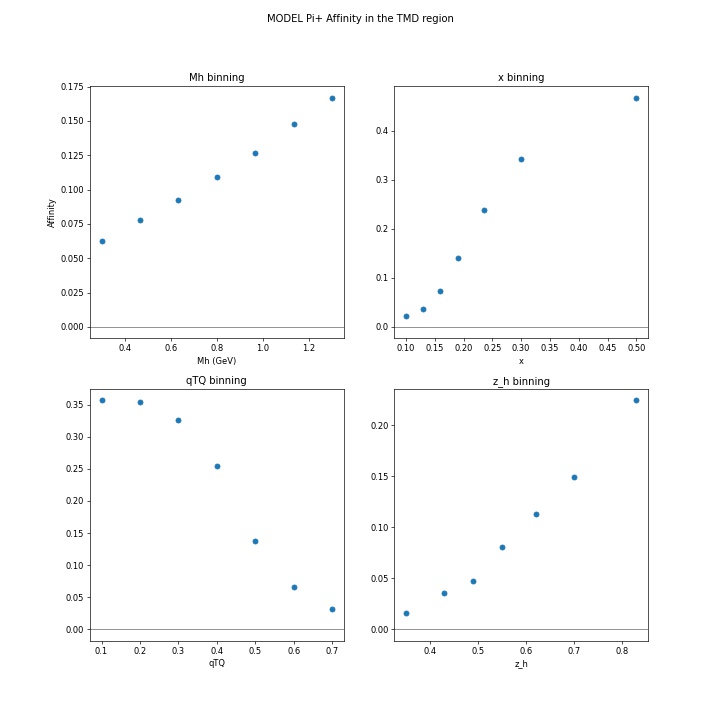 MODEL Pi+ Affinity in the TMD region
Mh binning
0.175
0.150
0.125
0.100
0.075
0.050
0.025
0.000
Affinity
0.4 0.6 0.8 1.0 1.2
Mh (GeV)
x binning
0.4
0.3
0.2
0.1
0.0
0.10 0.15 0.20 0.25 0.30 0.35 0.40 0.45 0.50
x
qTQ binning
0.35
0.30
0.25
0.20
0.15
0.10
0.05
0.00
0.1 0.2 0.3 0.4 0.5 0.6 0.7
qTQ
z_h binning
0.20
0.15
0.10
0.05
0.00
0.4 0.5 0.6 0.7 0.8
z_h